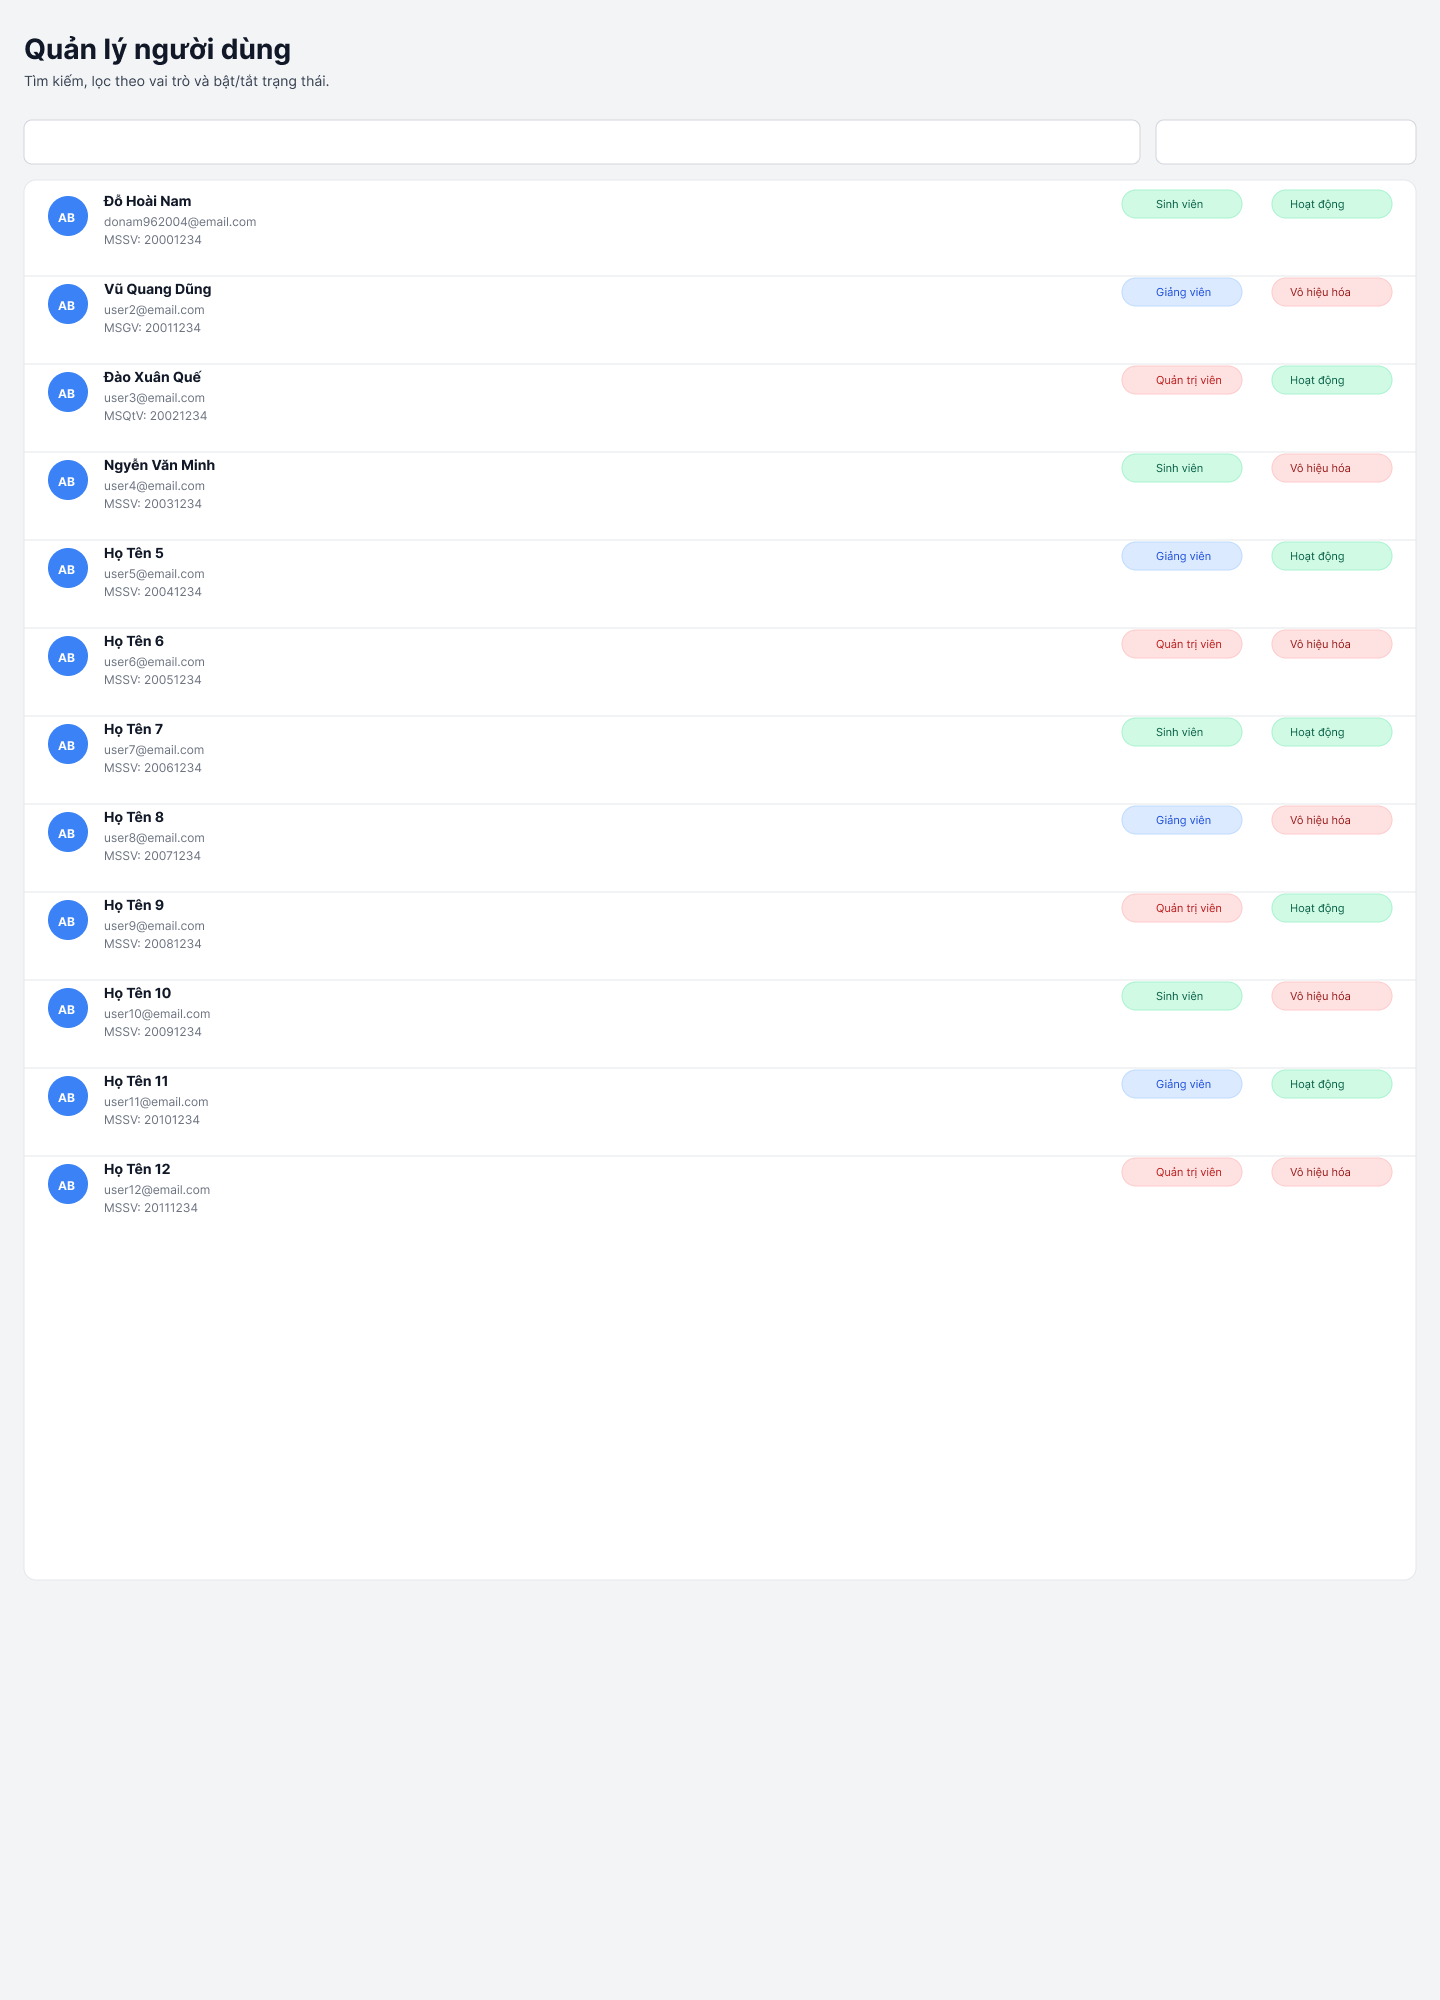 Quản lý người dùng
Tìm kiếm, lọc theo vai trò và bật/tắt trạng thái.
AB
Đỗ Hoài Nam
donam962004@email.com
MSSV: 20001234
Sinh viên
Hoạt động
AB
Vũ Quang Dũng
user2@email.com
MSGV: 20011234
Giảng viên
Vô hiệu hóa
AB
Đào Xuân Quế
user3@email.com
MSQtV: 20021234
Quản trị viên
Hoạt động
AB
Ngyễn Văn Minh
user4@email.com
MSSV: 20031234
Sinh viên
Vô hiệu hóa
AB
Họ Tên 5
user5@email.com
MSSV: 20041234
Giảng viên
Hoạt động
AB
Họ Tên 6
user6@email.com
MSSV: 20051234
Quản trị viên
Vô hiệu hóa
AB
Họ Tên 7
user7@email.com
MSSV: 20061234
Sinh viên
Hoạt động
AB
Họ Tên 8
user8@email.com
MSSV: 20071234
Giảng viên
Vô hiệu hóa
AB
Họ Tên 9
user9@email.com
MSSV: 20081234
Quản trị viên
Hoạt động
AB
Họ Tên 10
user10@email.com
MSSV: 20091234
Sinh viên
Vô hiệu hóa
AB
Họ Tên 11
user11@email.com
MSSV: 20101234
Giảng viên
Hoạt động
AB
Họ Tên 12
user12@email.com
MSSV: 20111234
Quản trị viên
Vô hiệu hóa